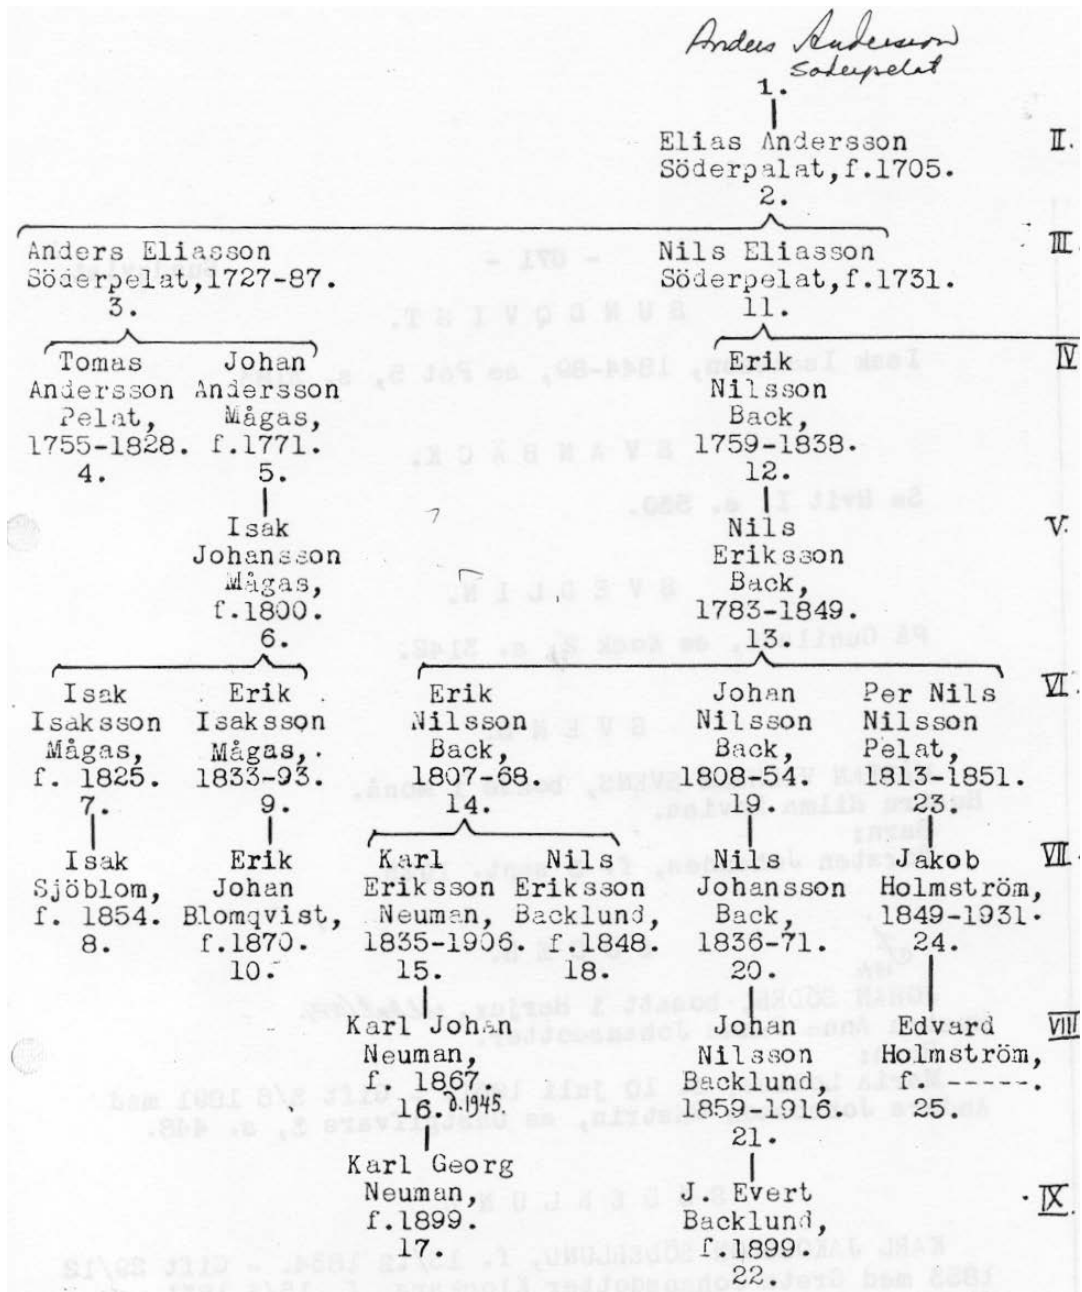 Anders Andersson
Söderpelat
1.
Elias Andersson II.
Söderpalat, f.1705.
2.
Anders Eliasson Nils Eliasson III.
Söderpelat, 1727-87. Söderpelat, f.1731.
3. 11.
Tomas Johan Erik IV
Andersson Andersson Nilsson
Pelat, Mågas, Back,
1755-1828. f.1771. 1759-1838.
4. 5. 12.
Isak Nils V.
Johansson Eriksson
Mågas, Back,
f.1800. 1783-1849.
6. 13.
Isak Erik Erik Johan Per Nils VI.
Isaksson Isaksson Nilsson Nilsson Nilsson
Mågas, Mågas, Back, Back, Pelat,
f. 1825. 1833-93. 1807-68. 1808-54. 1813-1851.
7. 9. 14. 19. 23.
Isak Erik Karl Nils Nils Jakob VII.
Sjöblom, Johan Eriksson Eriksson Johansson Holmström,
f. 1854. Blomqvist, Neuman, Backlund, Back, 1849-1931.
8. f.1870. 1835-1906. f.1848. 1836-71. 24.
10. 15. 18. 20.
Karl Johan Johan Edvard VIII
Neuman, Nilsson Holmström,
f. 1867. Backlund, f. ------.
16. d.1945. 1859-1916. 25.
21.
Karl Georg J. Evert IX.
Neuman, Backlund,
f.1899. f.1899.
17. 22.